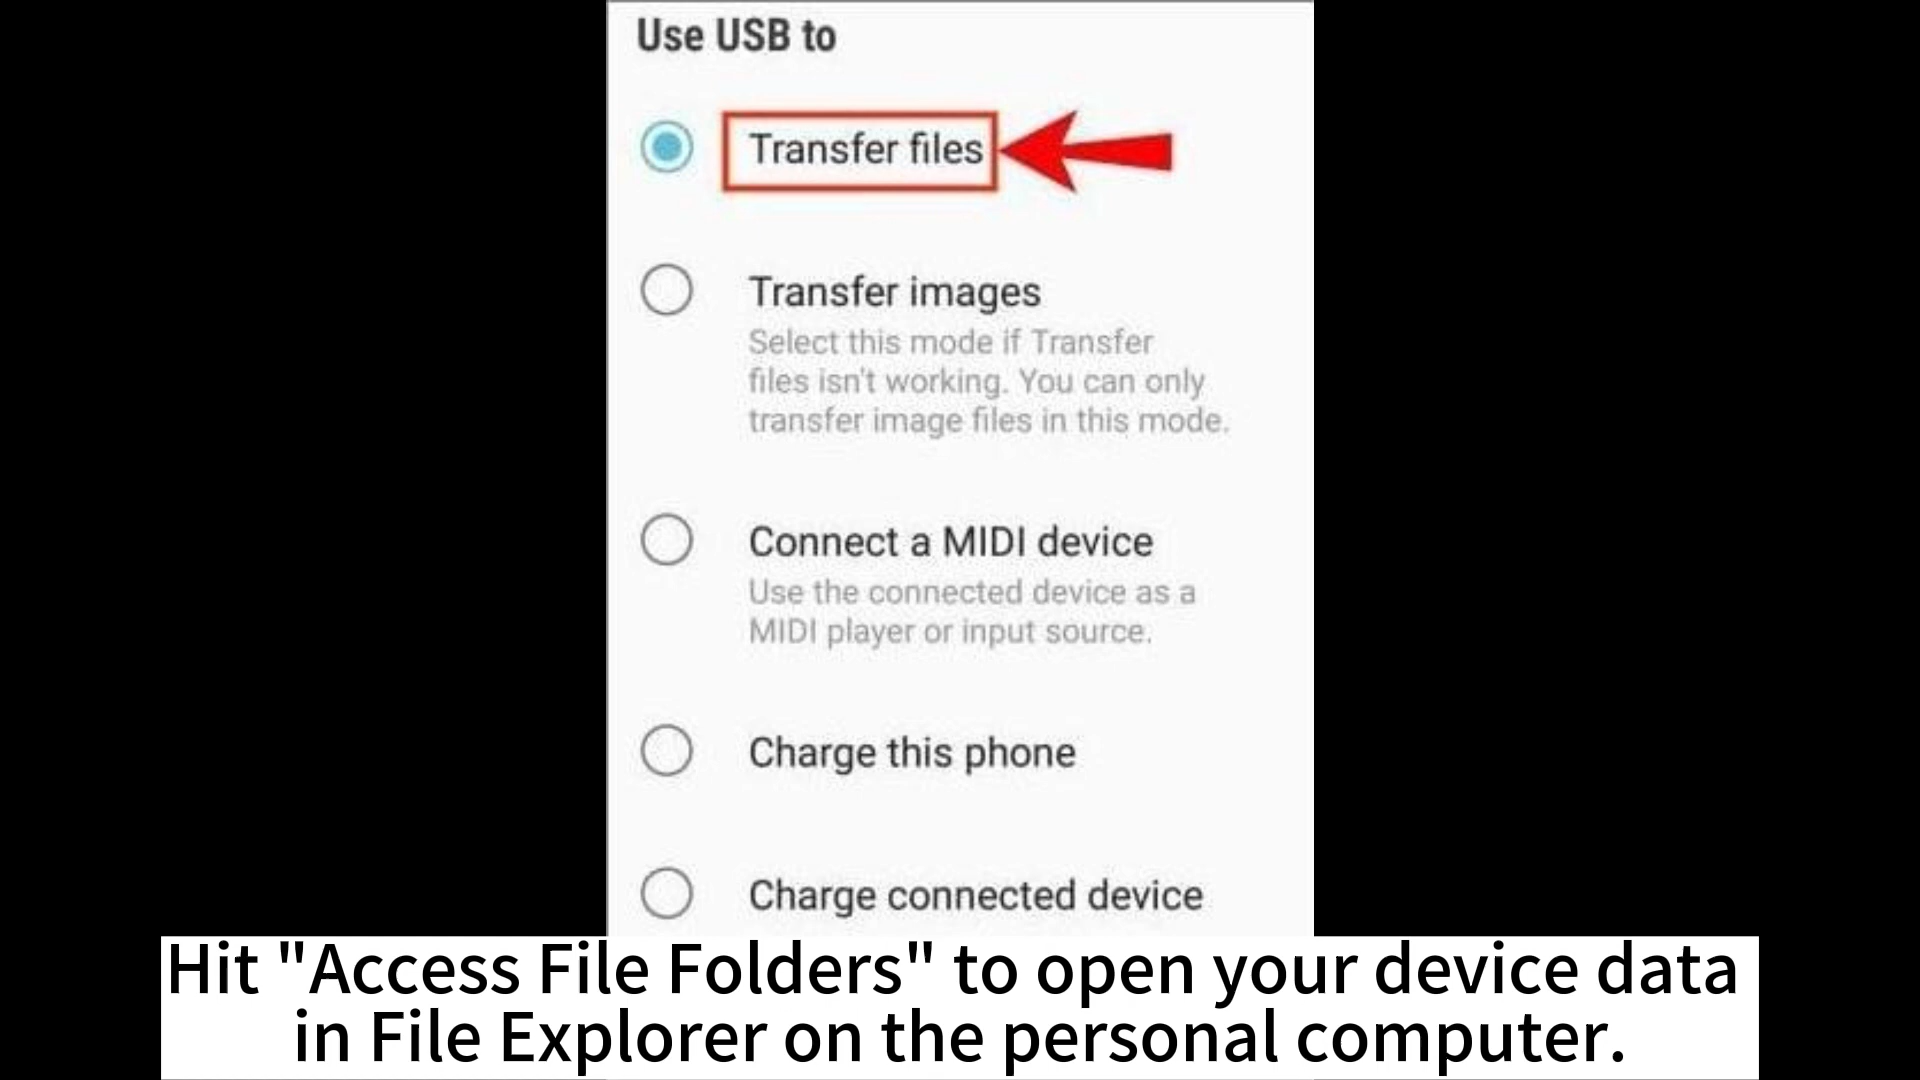 Use USB to
Transfer files
Transfer images
Select this mode if Transfer
files isn't working. You can only
transfer image files in this mode.
Connect a MIDI device
Use the connected device as a
MIDI player or input source.
Charge this phone
Charge connected device
Hit "Access File Folders" to open your device data
in File Explorer on the personal computer.